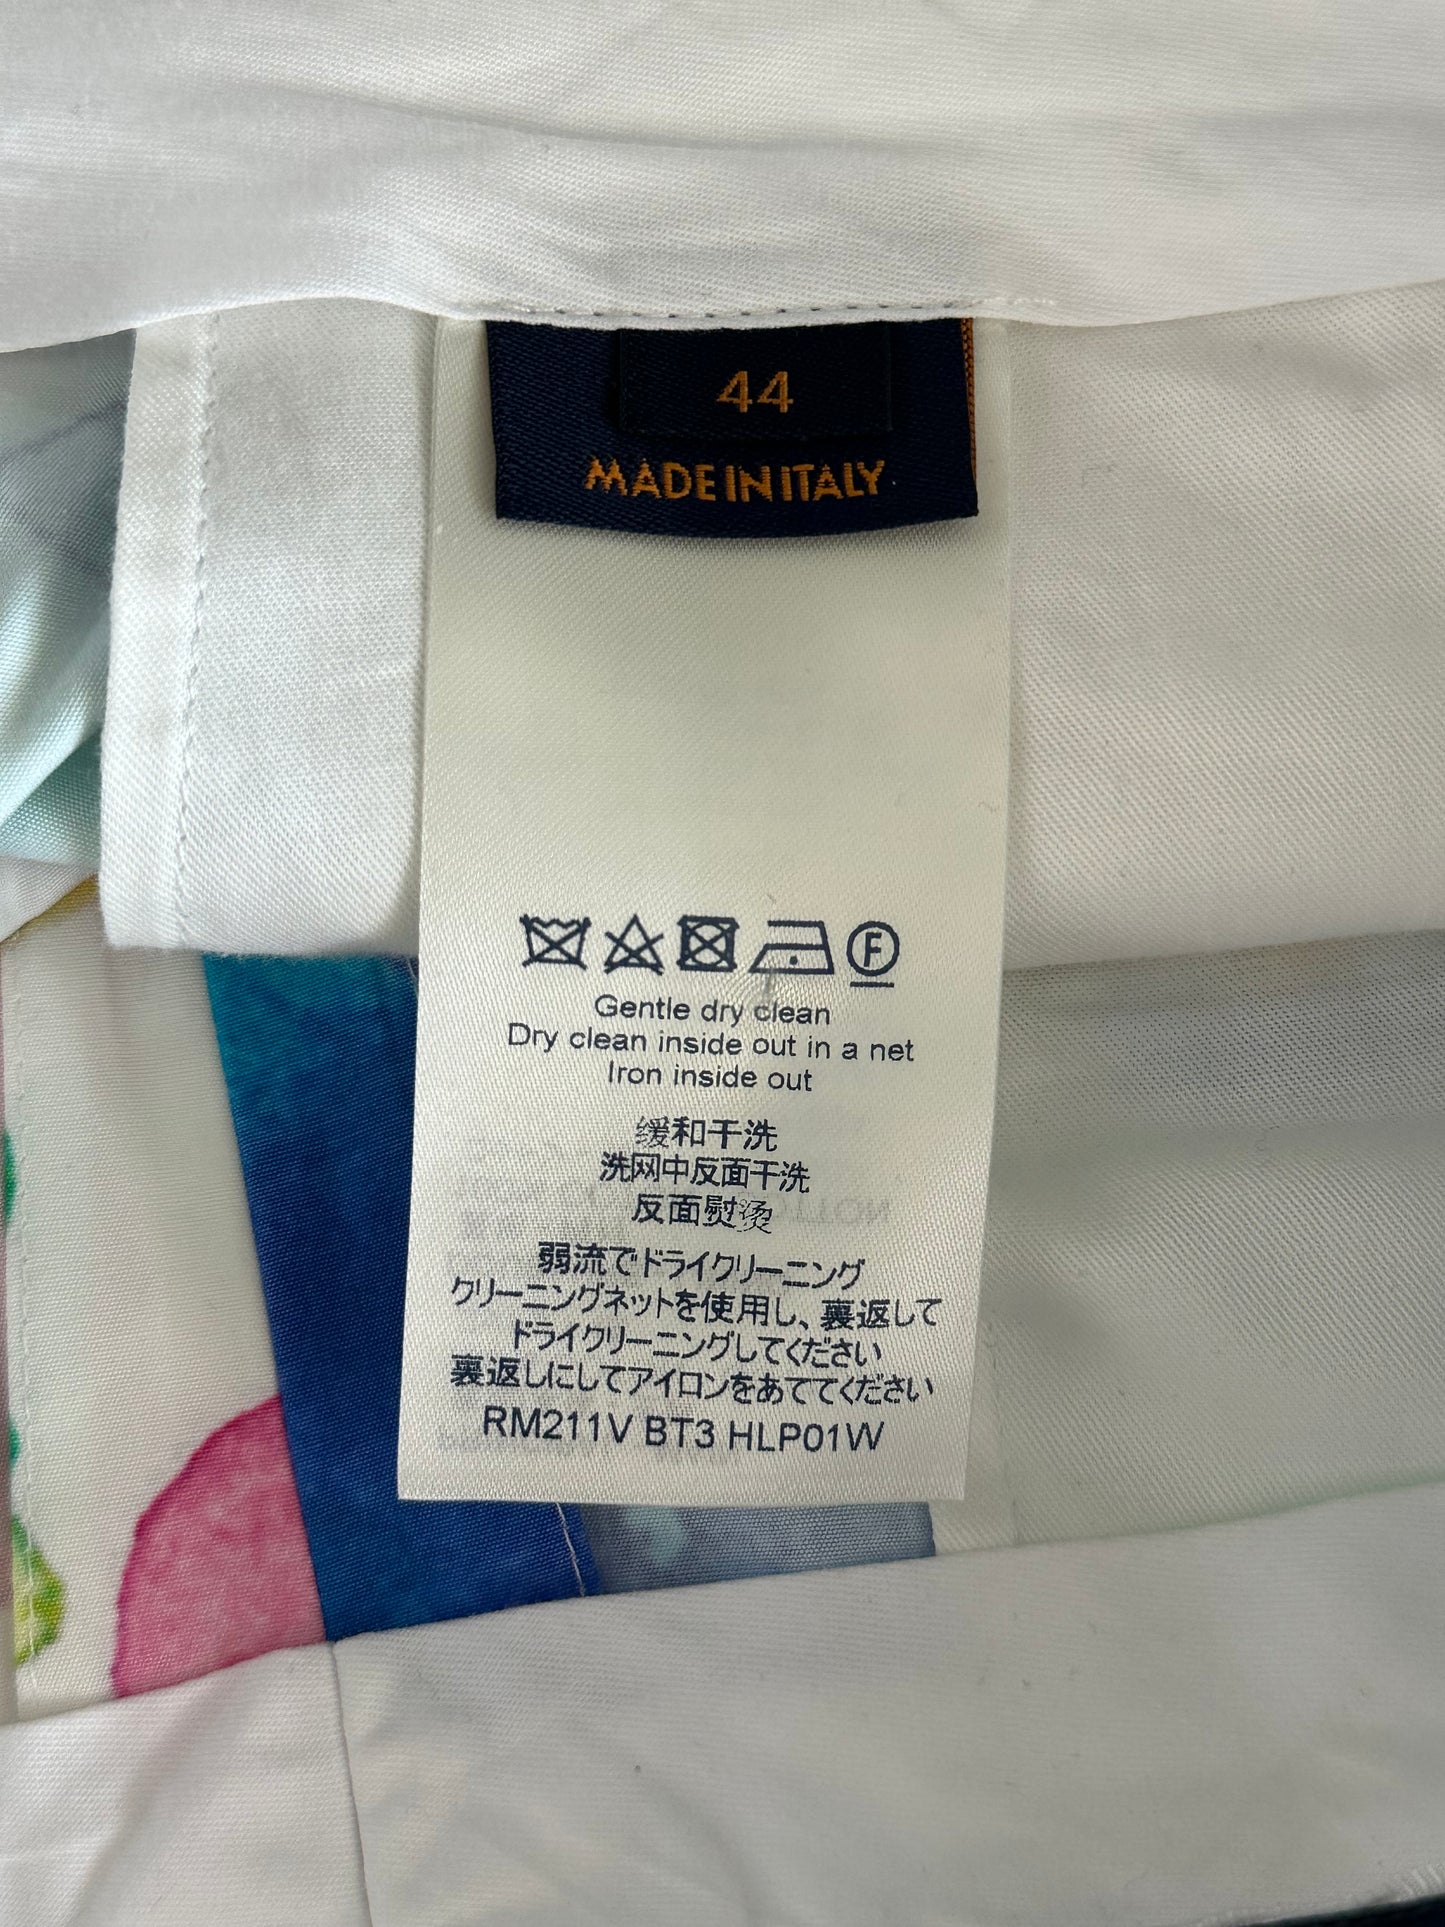 44
MADE IN ITALY
F
Gentle dry clean
Dry clean inside out in a net
Iron inside out
缓和干洗
洗网中反面干洗
反面熨烫
弱流でドライクリーニング
クリーニングネットを使用し、裏返して
ドライクリーニングしてください
裏返しにしてアイロンをあててください
RM211V BT3 HLP01W